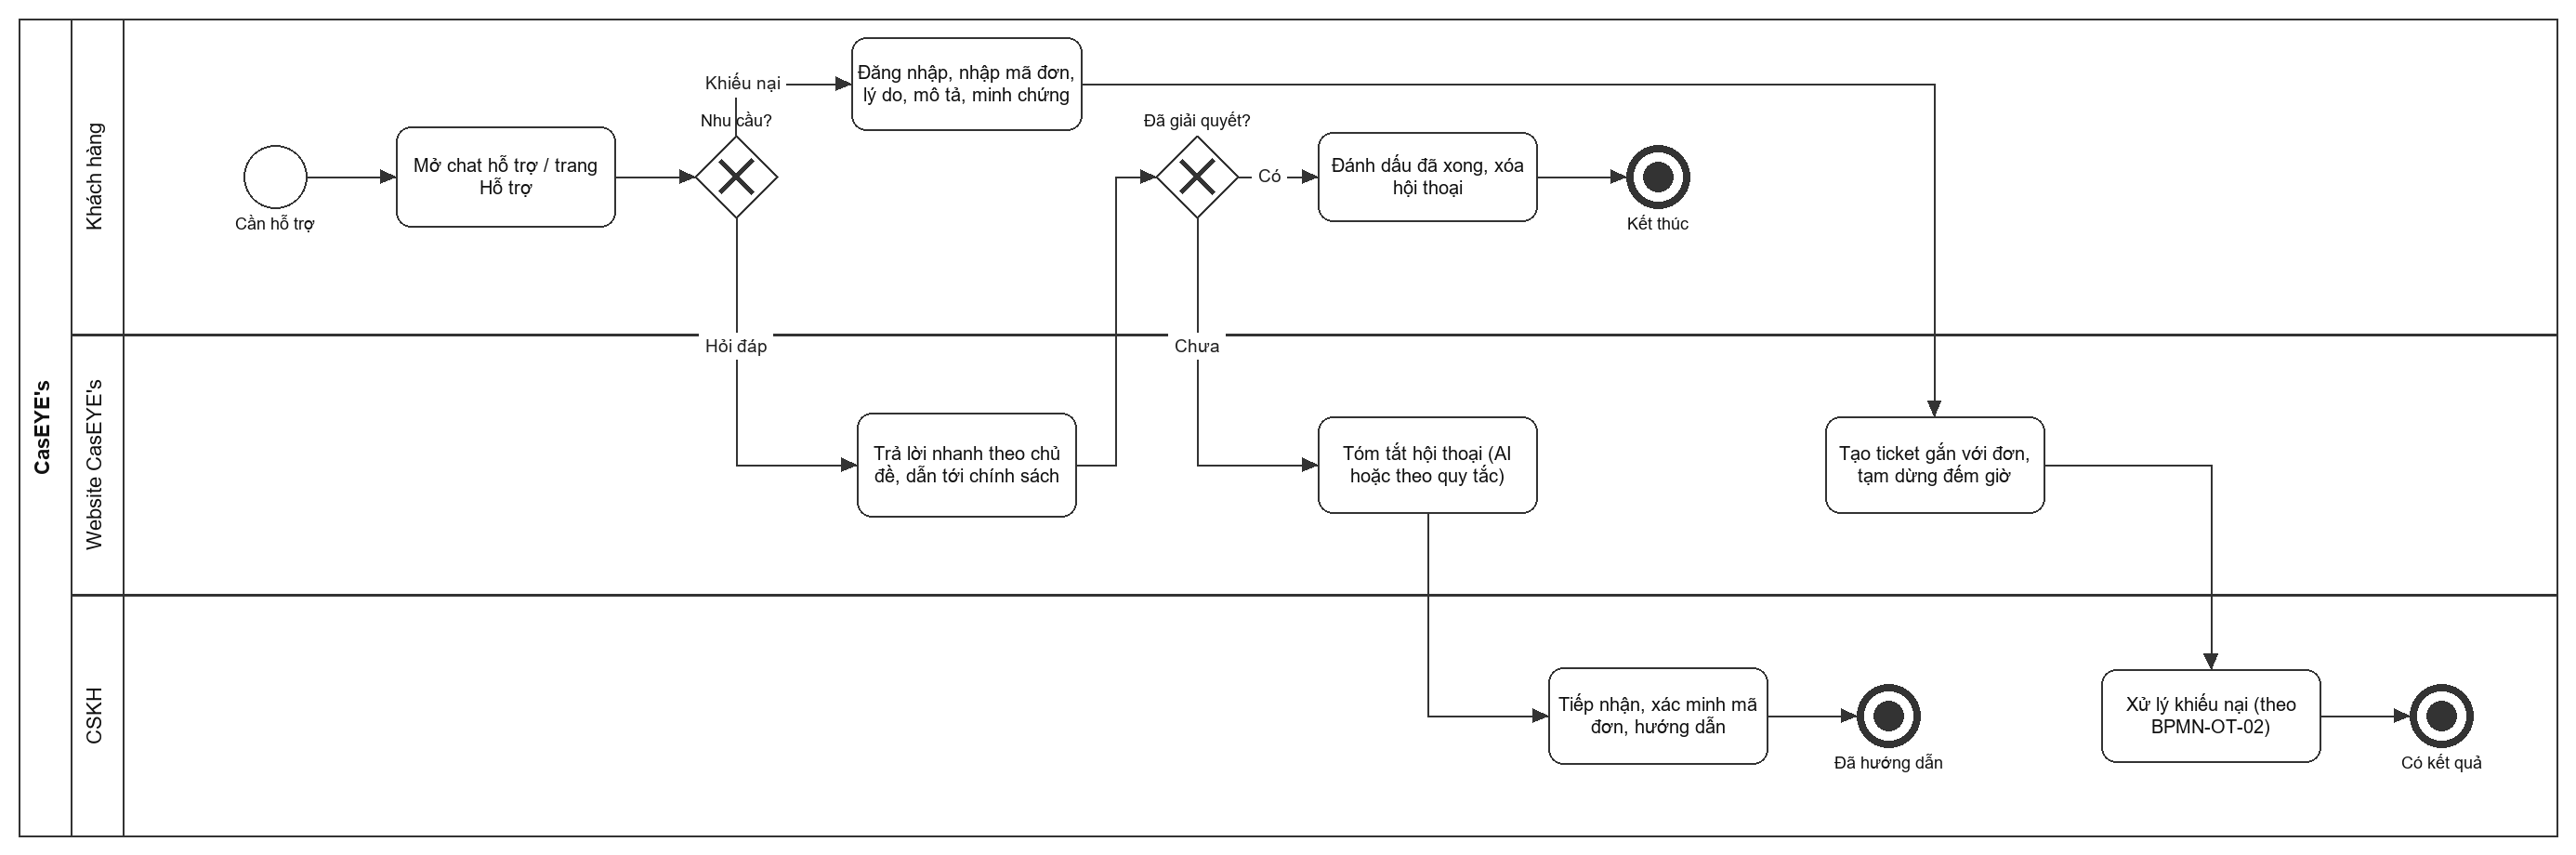 CasEYE's
Khách hàng
Cần hỗ trợ
Mở chat hỗ trợ / trang
Hỗ trợ
Nhu cầu?
Khiếu nại
Đăng nhập, nhập mã đơn,
lý do, mô tả, minh chứng
Đã giải quyết?
Có
Đánh dấu đã xong, xóa
hội thoại
Kết thúc
Website CasEYE's
Hỏi đáp
Trả lời nhanh theo chủ
đề, dẫn tới chính sách
Chưa
Tóm tắt hội thoại (AI
hoặc theo quy tắc)
Tạo ticket gắn với đơn,
tạm dừng đếm giờ
CSKH
Tiếp nhận, xác minh mã
đơn, hướng dẫn
Đã hướng dẫn
Xử lý khiếu nại (theo
BPMN-OT-02)
Có kết quả